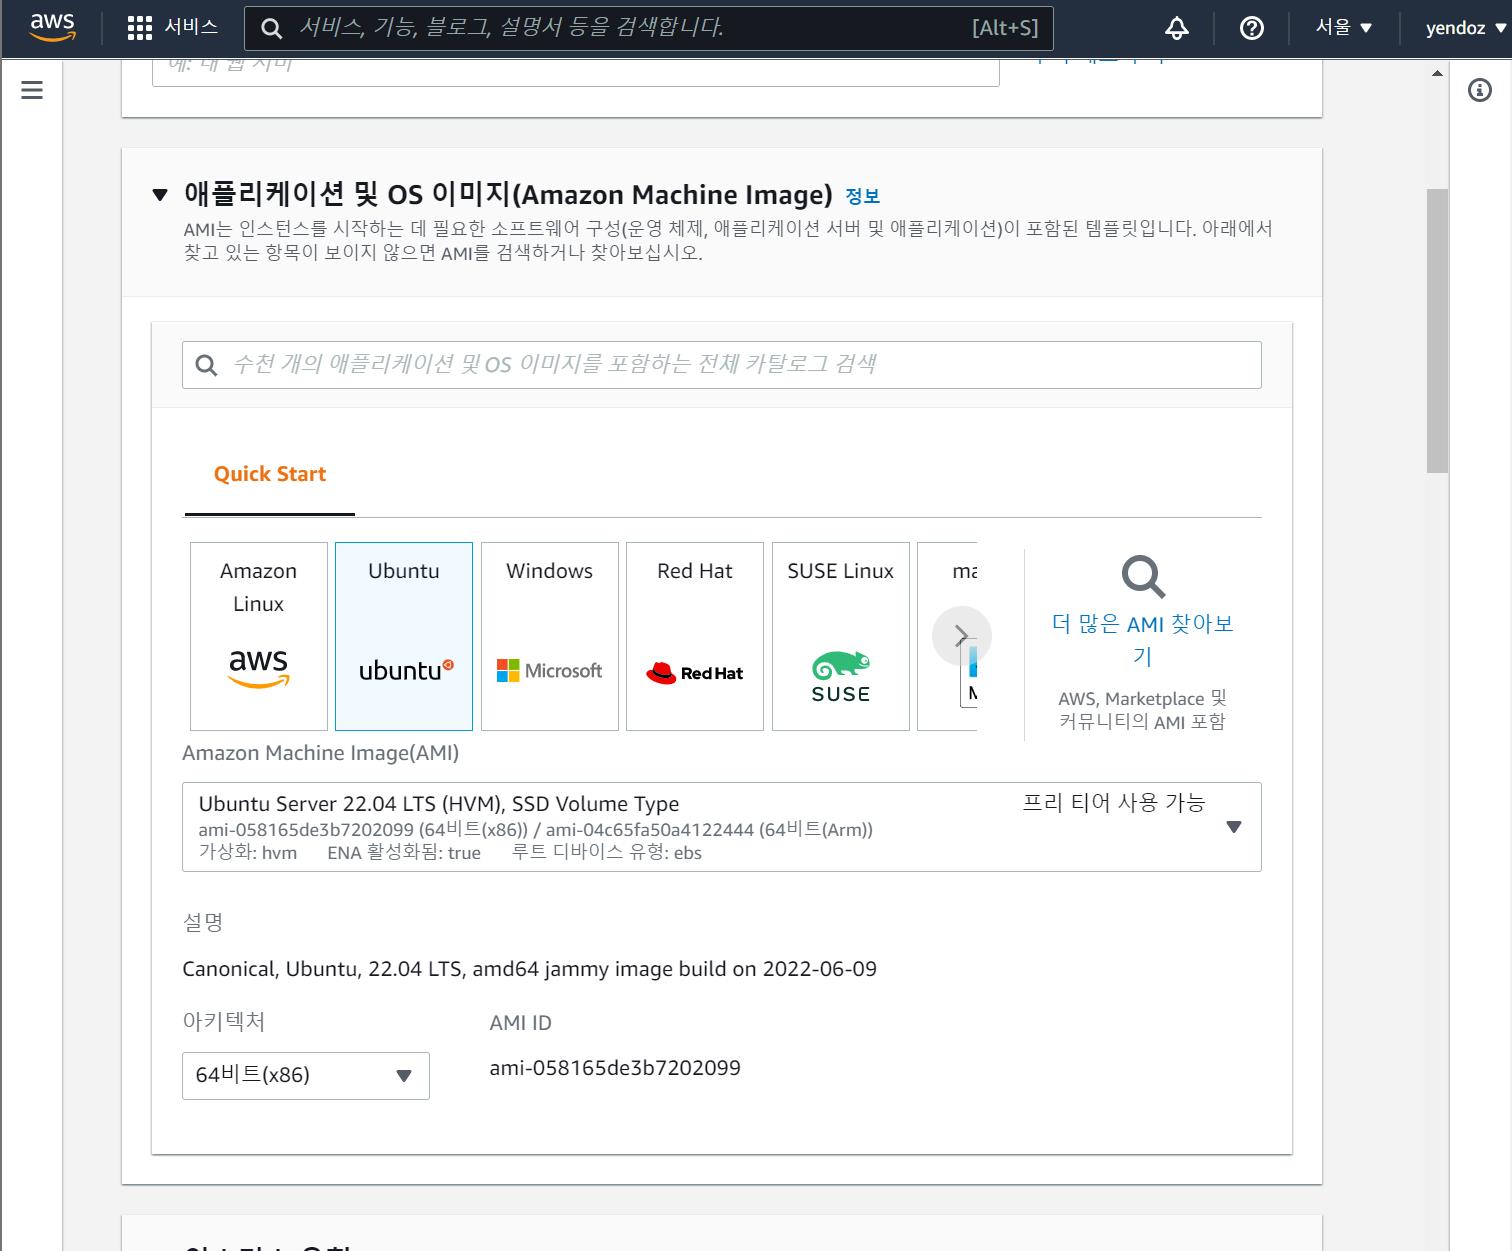 aws
서비스
서비스, 기능, 블로그, 설명서 등을 검색합니다.
[Alt+S]
서울
yendoz
애플리케이션 및 OS 이미지(Amazon Machine Image) 정보
AMI는 인스턴스를 시작하는 데 필요한 소프트웨어 구성(운영 체제, 애플리케이션 서버 및 애플리케이션)이 포함된 템플릿입니다. 아래에서
찾고 있는 항목이 보이지 않으면 AMI를 검색하거나 찾아보십시오.
수천 개의 애플리케이션 및 OS 이미지를 포함하는 전체 카탈로그 검색
Quick Start
Amazon
Linux
aws
Ubuntu
ubuntu
Windows
Microsoft
Red Hat
Red Hat
SUSE Linux
SUSE
더 많은 AMI 찾아보
기
AWS, Marketplace 및
커뮤니티의 AMI 포함
Amazon Machine Image(AMI)
Ubuntu Server 22.04 LTS (HVM), SSD Volume Type
프리 티어 사용 가능
ami-058165de3b7202099 (64비트(x86)) / ami-04c65fa50a4122444 (64비트(Arm))
가상화: hvm ENA 활성화됨: true 루트 디바이스 유형: ebs
설명
Canonical, Ubuntu, 22.04 LTS, amd64 jammy image build on 2022-06-09
아키텍처
AMI ID
64비트(x86)
ami-058165de3b7202099